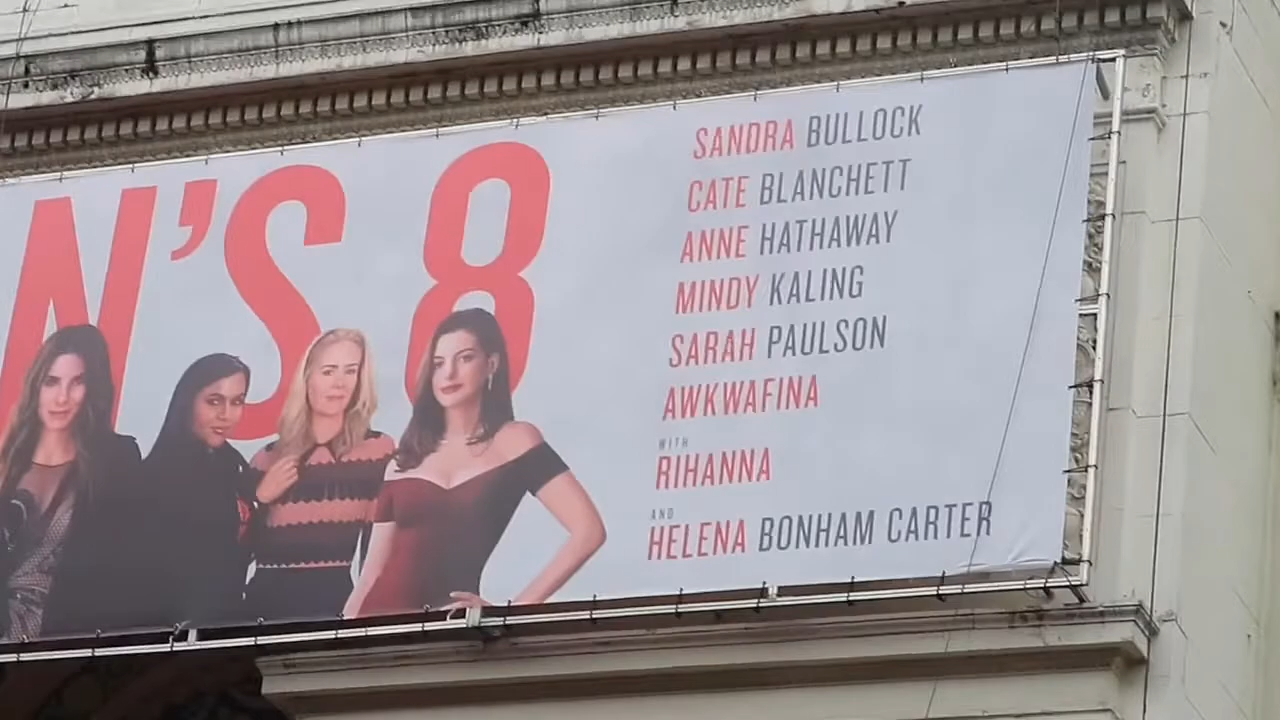 N'S 8
SANDRA BULLOCK
CATE BLANCHETT
ANNE HATHAWAY
MINDY KALING
SARAH PAULSON
AWKWAFINA
WITH
RIHANNA
AND
HELENA BONHAM CARTER